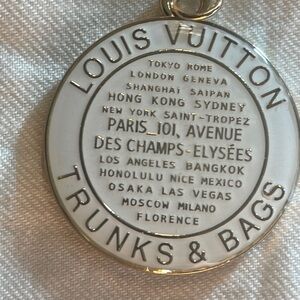 LOUIS VUITTON
TOKYO ROME
LONDON GENEVA
SHANGHAI SAIPAN
HONG KONG SYDNEY
NEW YORK SAINT-TROPEZ
PARIS 101, AVENUE
DES CHAMPS-ELYSÉES
LOS ANGELES BANGKOK
HONOLULU NICE MEXICO
OSAKA LAS VEGAS
MOSCOW MILANO
FLORENCE
TRUNKS & BAGS